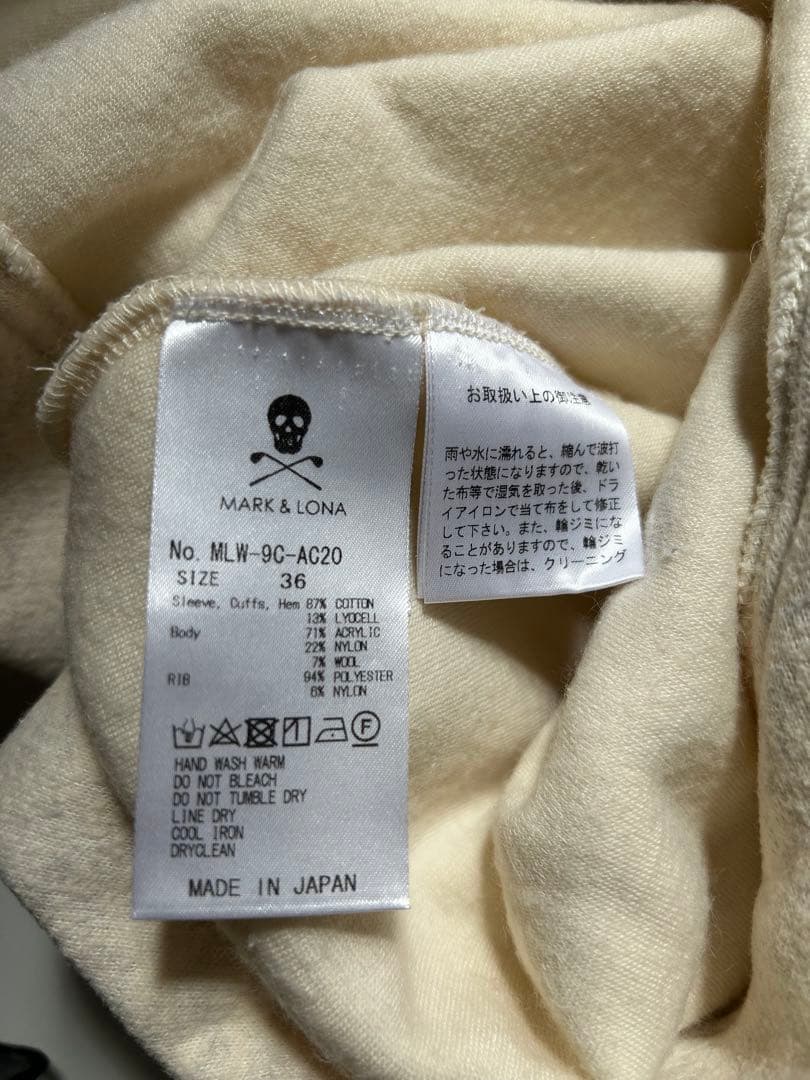 MARK & LONA
No. MLW-9C-AC20
SIZE 36
Sleeve, Cuffs, Hem 87% COTTON
13% LYOCELL
Body 71% ACRYLIC
22% NYLON
7% WOOL
RIB 94% POLYESTER
6% NYLON
F
HAND WASH WARM
DO NOT BLEACH
DO NOT TUMBLE DRY
LINE DRY
COOL IRON
DRYCLEAN
MADE IN JAPAN
お取扱い上の御注意
雨や水に濡れると、縮んで波打
った状態になりますので、乾い
た布等で湿気を取った後、ドラ
イアイロンで当て布をして修正
して下さい。また、輪ジミにな
ることがありますので、輪ジミ
になった場合は、クリーニング